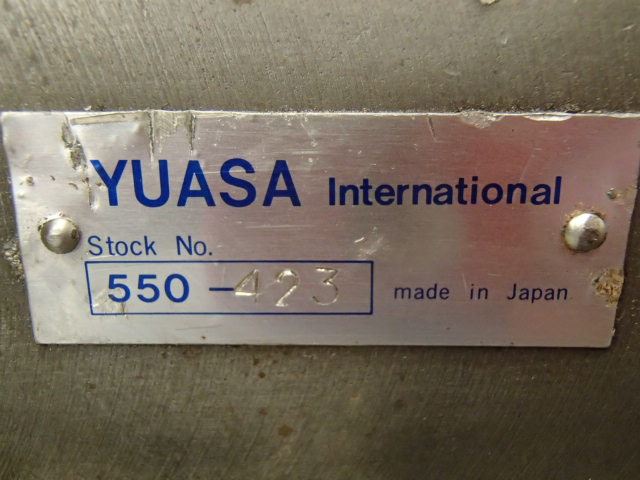 YUASA International
Stock No.
550-423 made in Japan